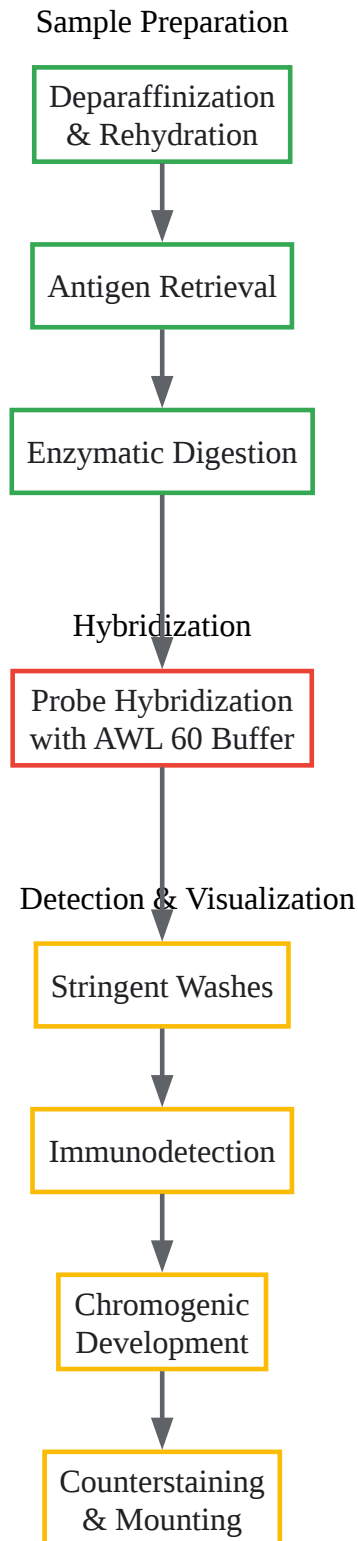 Sample Preparation
Deparaffinization
& Rehydration
Antigen Retrieval
Enzymatic Digestion
Hybridization
Probe Hybridization
with AWL 60 Buffer
Detection & Visualization
Stringent Washes
Immunodetection
Chromogenic
Development
Counterstaining
& Mounting